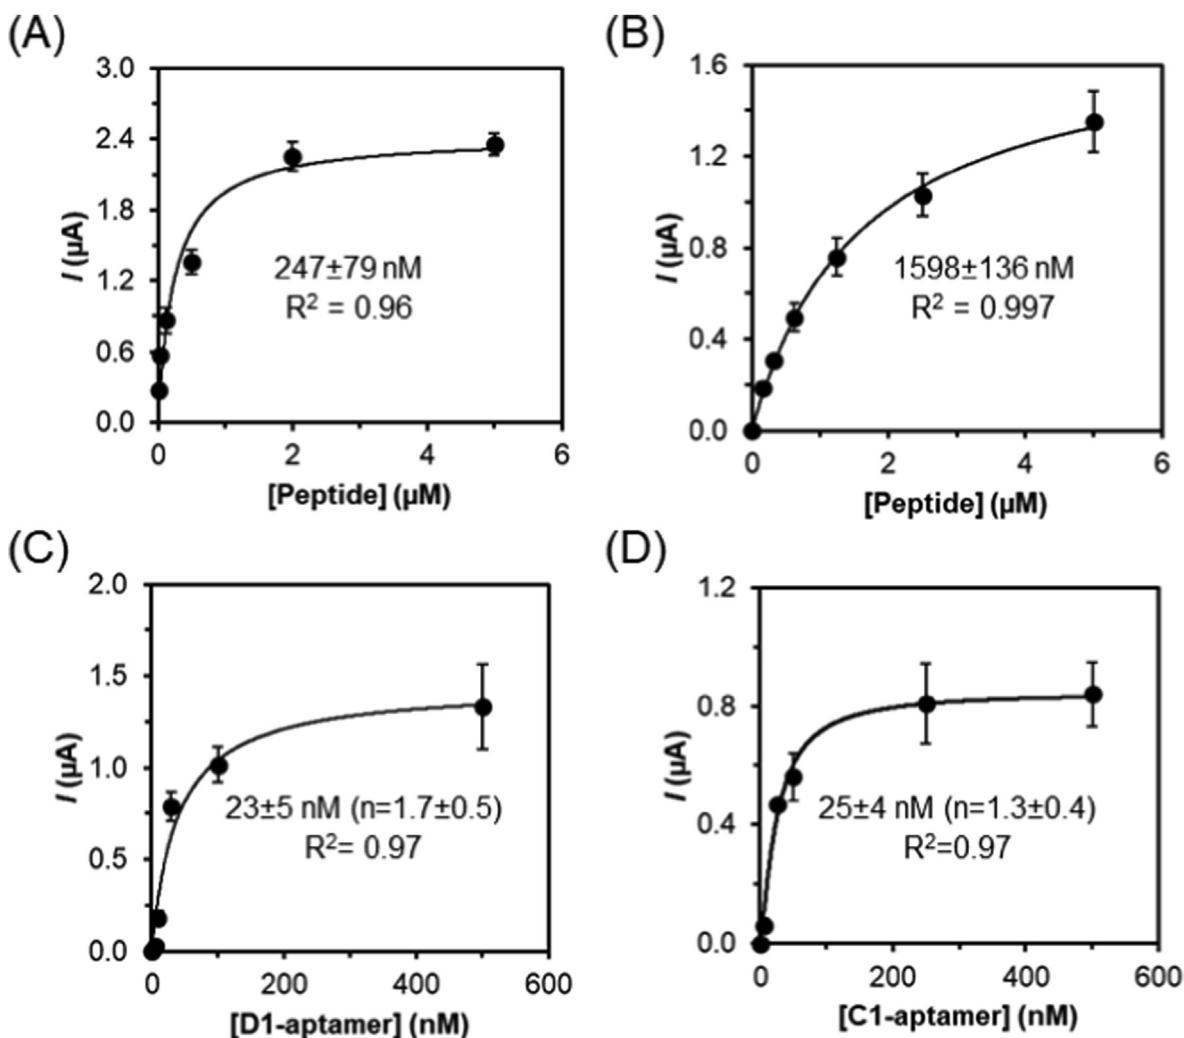 (A)
3.0
2.4
1.8
1.2
0.6
0.0
I (µA)
247±79 nM
R² = 0.96
0 2 4 6
[Peptide] (µM)
(B)
1.6
1.2
0.8
0.4
0.0
I (µA)
1598±136 nM
R² = 0.997
0 2 4 6
[Peptide] (µM)
(C)
2.0
1.5
1.0
0.5
0.0
I (µA)
23±5 nM (n=1.7±0.5)
R²= 0.97
0 200 400 600
[D1-aptamer] (nM)
(D)
1.2
0.8
0.4
0.0
I (µA)
25±4 nM (n=1.3±0.4)
R²=0.97
0 200 400 600
[C1-aptamer] (nM)